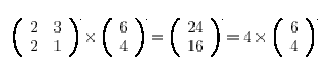 ( 2 3 ) × ( 6 ) = ( 24 ) = 4 × ( 6 )
( 2 1 ) ( 4 ) ( 16 ) ( 4 )